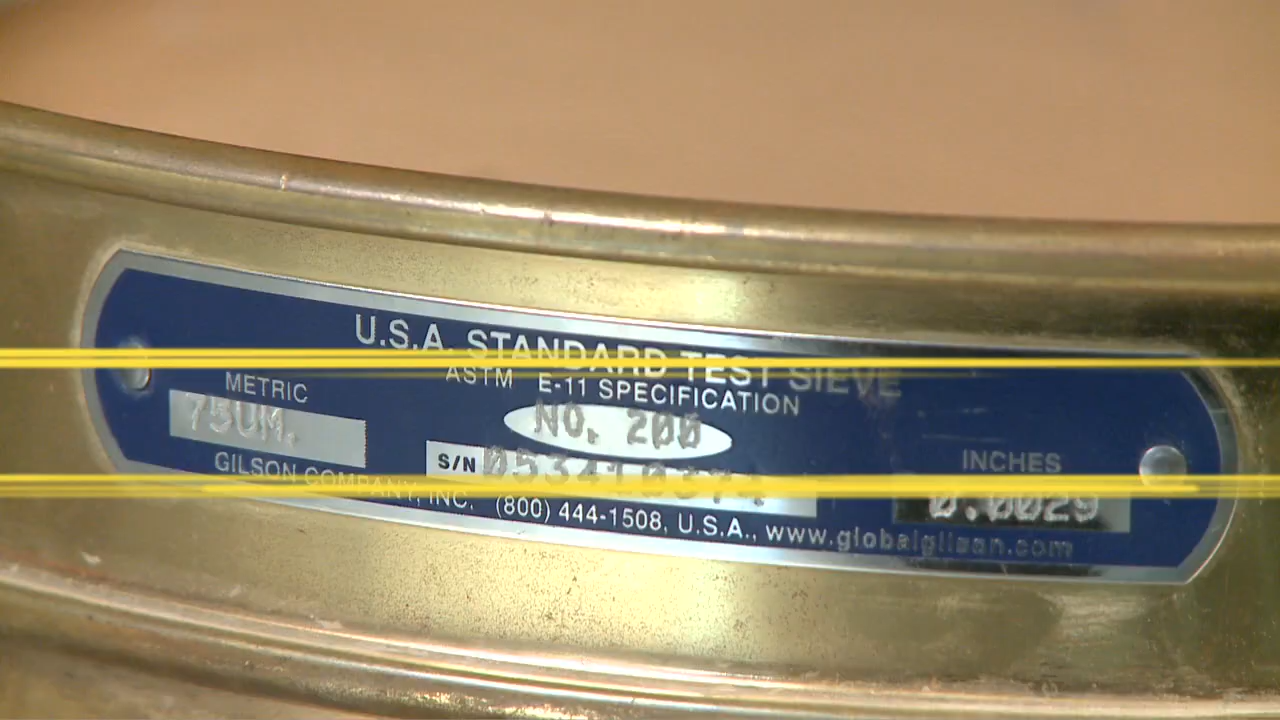 U.S.A. STANDARD TEST SIEVE
ASTM E-11 SPECIFICATION
METRIC
75UM.
NO. 200
S/N
INCHES
0.0029
GILSON COMPANY, INC. (800) 444-1508, U.S.A., www.globalgilson.com